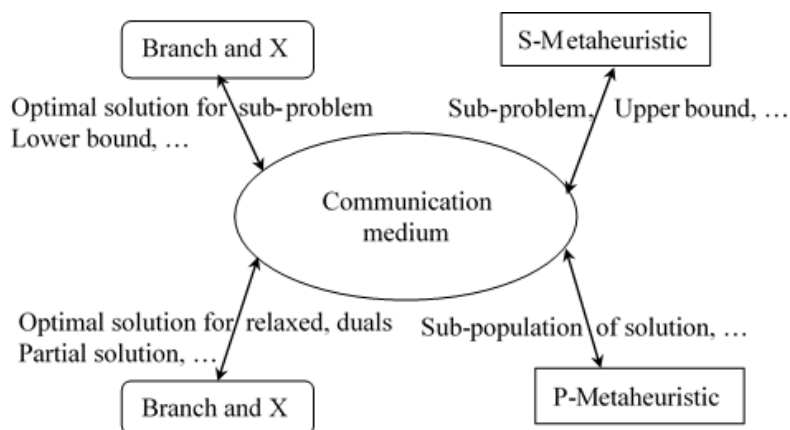 Branch and X
S-Metaheuristic
Optimal solution for sub-problem
Lower bound, …
Sub-problem, Upper bound, …
Communication
medium
Optimal solution for relaxed, duals
Partial solution, …
Sub-population of solution, …
Branch and X
P-Metaheuristic